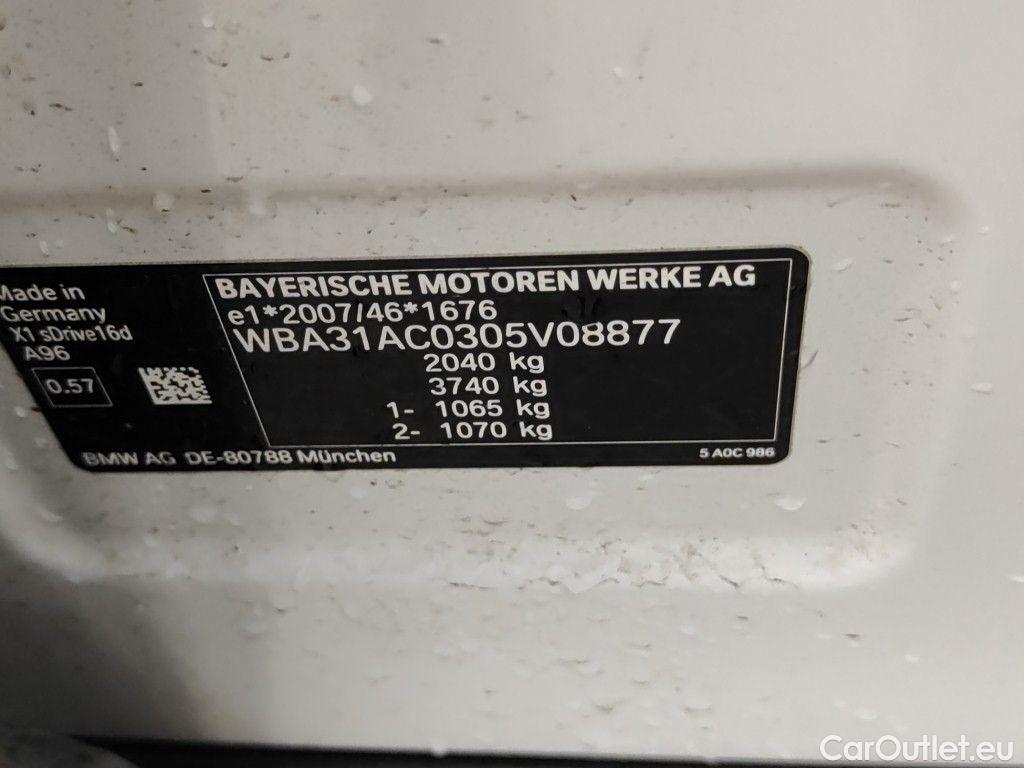 Made in
Germany
X1 sDrive16d
A96
0.57
BAYERISCHE MOTOREN WERKE AG
e1*2007/46*1676
WBA31AC0305V08877
2040 kg
3740 kg
1- 1065 kg
2- 1070 kg
BMW AG DE-80788 München
5 A0C 986
CarOutlet.eu